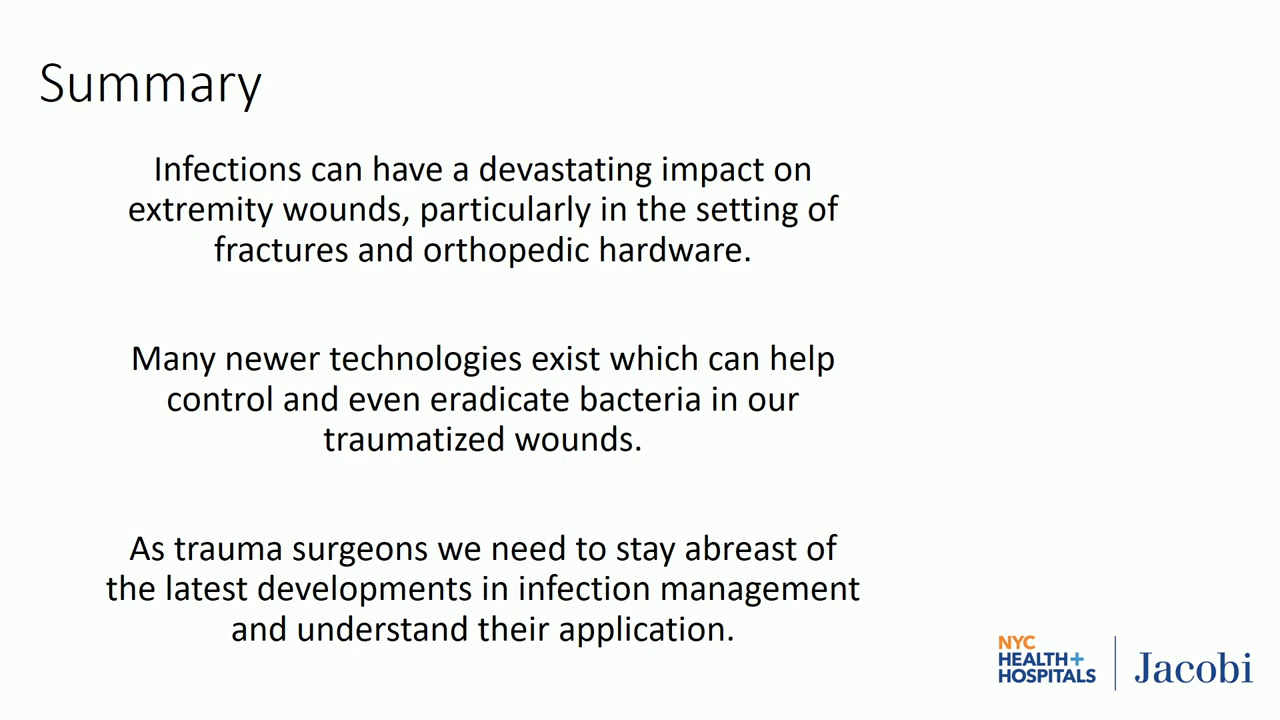 Summary
Infections can have a devastating impact on
extremity wounds, particularly in the setting of
fractures and orthopedic hardware.
Many newer technologies exist which can help
control and even eradicate bacteria in our
traumatized wounds.
As trauma surgeons we need to stay abreast of
the latest developments in infection management
and understand their application.
NYC
HEALTH+
HOSPITALS
Jacobi